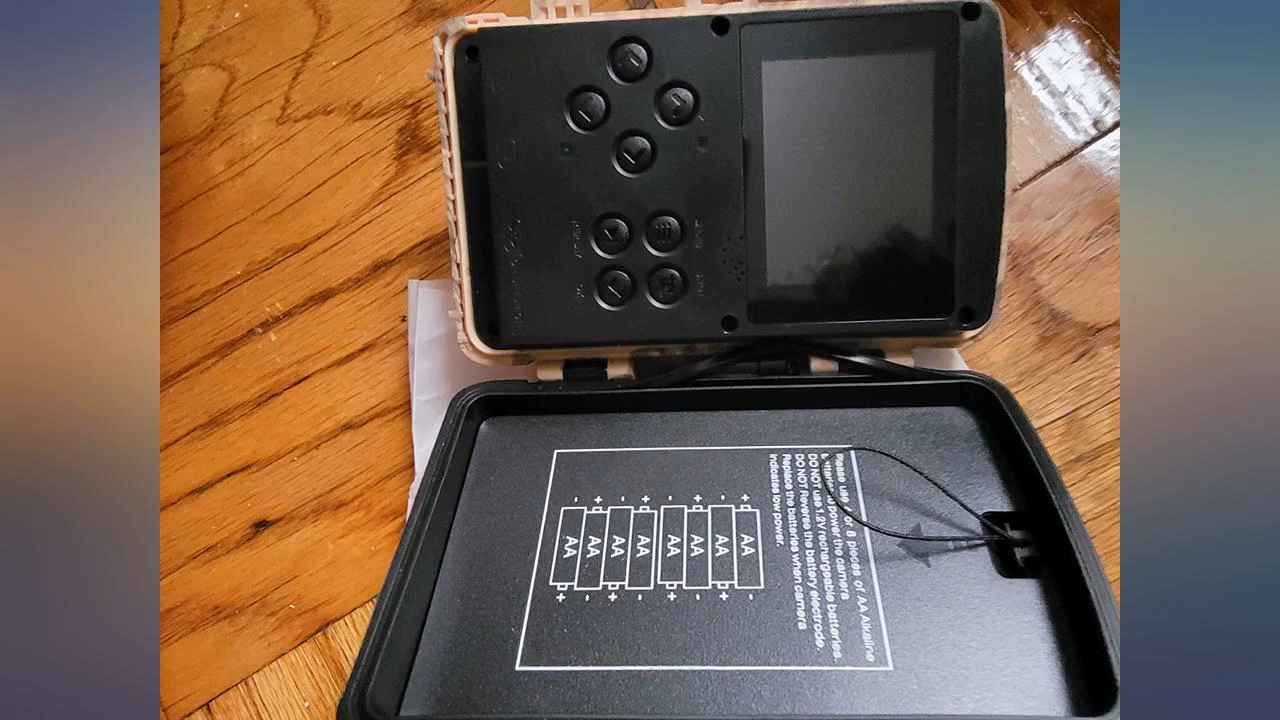 Please use 4 or 8 pieces of AA Alkaline
batteries to power the camera
DO NOT use 1.2V rechargeable batteries.
DO NOT Reverse the battery electrode.
Replace the batteries when camera
indicates low power.
- + - + - + - +
AA AA AA AA AA AA AA AA
+ - + - + - + -